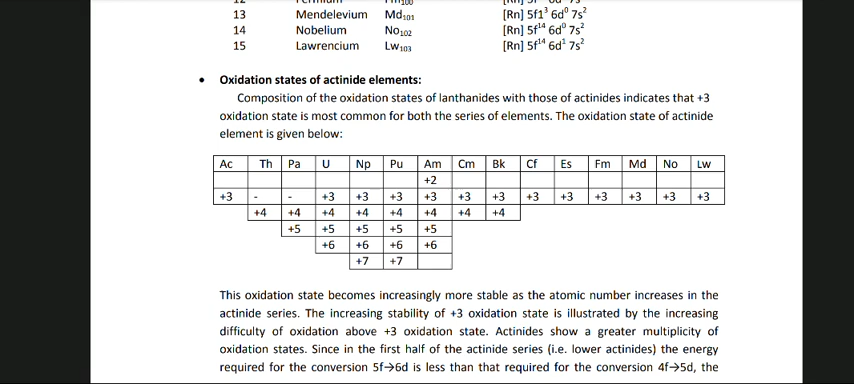 13 Mendelevium Md₁₀₁ [Rn] 5f1³ 6d⁰ 7s²
14 Nobelium No₁₀₂ [Rn] 5f¹⁴ 6d⁰ 7s²
15 Lawrencium Lw₁₀₃ [Rn] 5f¹⁴ 6d¹ 7s²
• Oxidation states of actinide elements:
Composition of the oxidation states of lanthanides with those of actinides indicates that +3
oxidation state is most common for both the series of elements. The oxidation state of actinide
element is given below:
Ac Th Pa U Np Pu Am Cm Bk Cf Es Fm Md No LW
+2
+3 - - +3 +3 +3 +3 +3 +3 +3 +3 +3 +3 +3 +3
+4 +4 +4 +4 +4 +4 +4 +4
+5 +5 +5 +5 +5
+6 +6 +6 +6
+7 +7
This oxidation state becomes increasingly more stable as the atomic number increases in the
actinide series. The increasing stability of +3 oxidation state is illustrated by the increasing
difficulty of oxidation above +3 oxidation state. Actinides show a greater multiplicity of
oxidation states. Since in the first half of the actinide series (i.e. lower actinides) the energy
required for the conversion 5f→6d is less than that required for the conversion 4f→5d, the